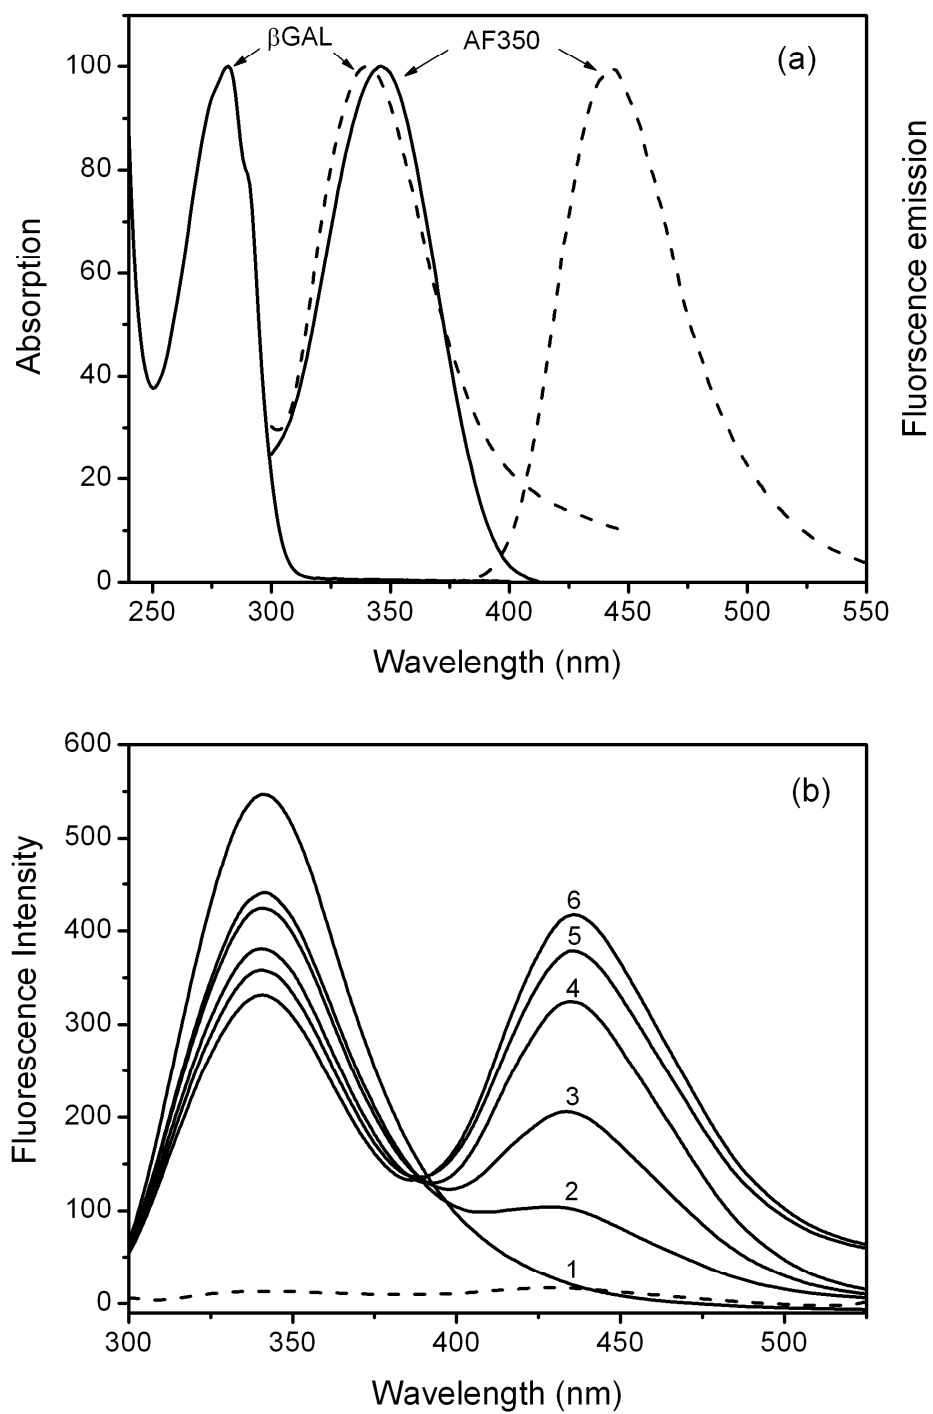 βGAL
AF350
(a)
100
80
60
40
20
0
Absorption
Fluorscence emission
250 300 350 400 450 500 550
Wavelength (nm)
600
500
400
300
200
100
0
(b)
Fluorescence Intensity
6
5
4
3
2
1
300 350 400 450 500
Wavelength (nm)